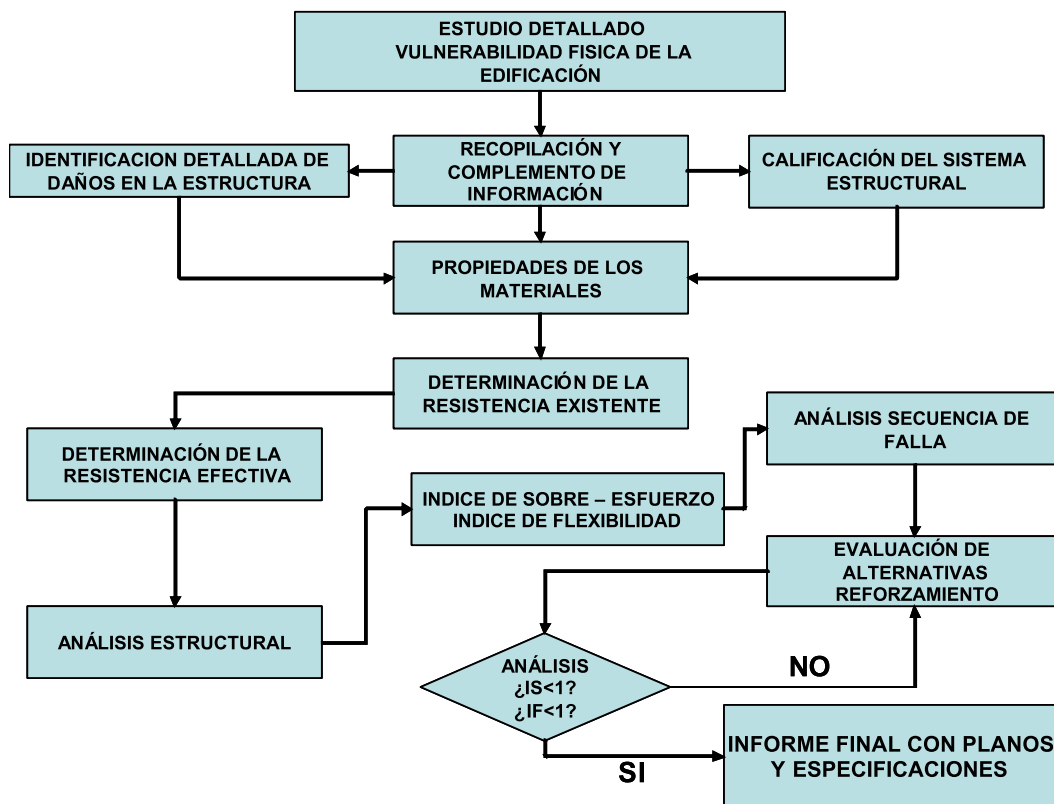 ESTUDIO DETALLADO
VULNERABILIDAD FISICA DE LA
EDIFICACIÓN
IDENTIFICACION DETALLADA DE
DAÑOS EN LA ESTRUCTURA
RECOPILACIÓN Y
COMPLEMENTO DE
INFORMACIÓN
CALIFICACIÓN DEL SISTEMA
ESTRUCTURAL
PROPIEDADES DE LOS
MATERIALES
DETERMINACIÓN DE LA
RESISTENCIA EXISTENTE
DETERMINACIÓN DE LA
RESISTENCIA EFECTIVA
ANÁLISIS ESTRUCTURAL
INDICE DE SOBRE – ESFUERZO
INDICE DE FLEXIBILIDAD
ANÁLISIS SECUENCIA DE
FALLA
EVALUACIÓN DE
ALTERNATIVAS
REFORZAMIENTO
ANÁLISIS
¿IS<1?
¿IF<1?
NO
SI
INFORME FINAL CON PLANOS
Y ESPECIFICACIONES